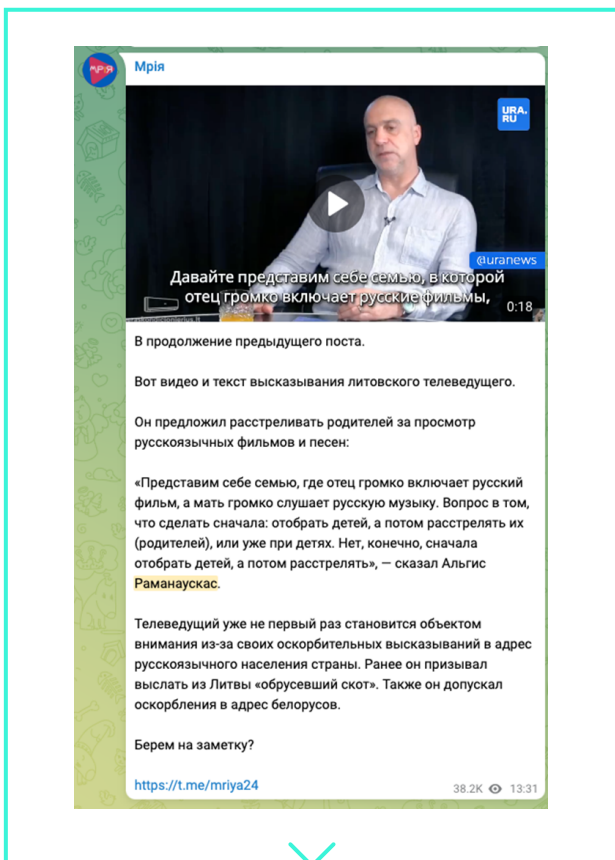 МРІЯ
Мрія
URA.
RU
@uranews
Давайте представим себе семью, в которой
отец громко включает русские фильмы,
0:18
В продолжение предыдущего поста.
Вот видео и текст высказывания литовского телеведущего.
Он предложил расстреливать родителей за просмотр
русскоязычных фильмов и песен:
«Представим себе семью, где отец громко включает русский
фильм, а мать громко слушает русскую музыку. Вопрос в том,
что сделать сначала: отобрать детей, а потом расстрелять их
(родителей), или уже при детях. Нет, конечно, сначала
отобрать детей, а потом расстрелять», — сказал Альгис
Раманаускас.
Телеведущий уже не первый раз становится объектом
внимания из-за своих оскорбительных высказываний в адрес
русскоязычного населения страны. Ранее он призывал
выслать из Литвы «обрусевший скот». Также он допускал
оскорбления в адрес белорусов.
Берем на заметку?
https://t.me/mriya24
38.2K 13:31